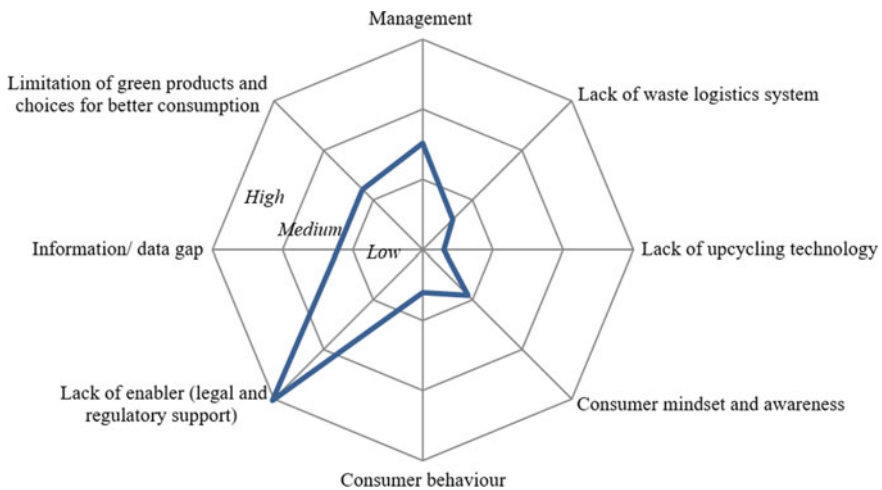 Management
Limitation of green products and
choices for better consumption
Lack of waste logistics system
High
Medium
Low
Information/ data gap
Lack of upcycling technology
Lack of enabler (legal and
regulatory support)
Consumer mindset and awareness
Consumer behaviour